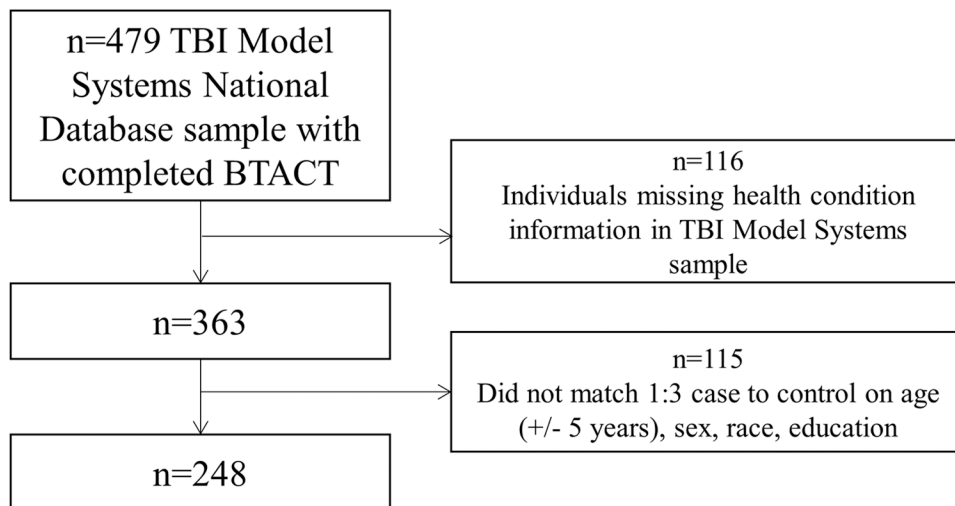 n=479 TBI Model
Systems National
Database sample with
completed BTACT
n=116
Individuals missing health condition
information in TBI Model Systems
sample
n=363
n=115
Did not match 1:3 case to control on age
(+/- 5 years), sex, race, education
n=248